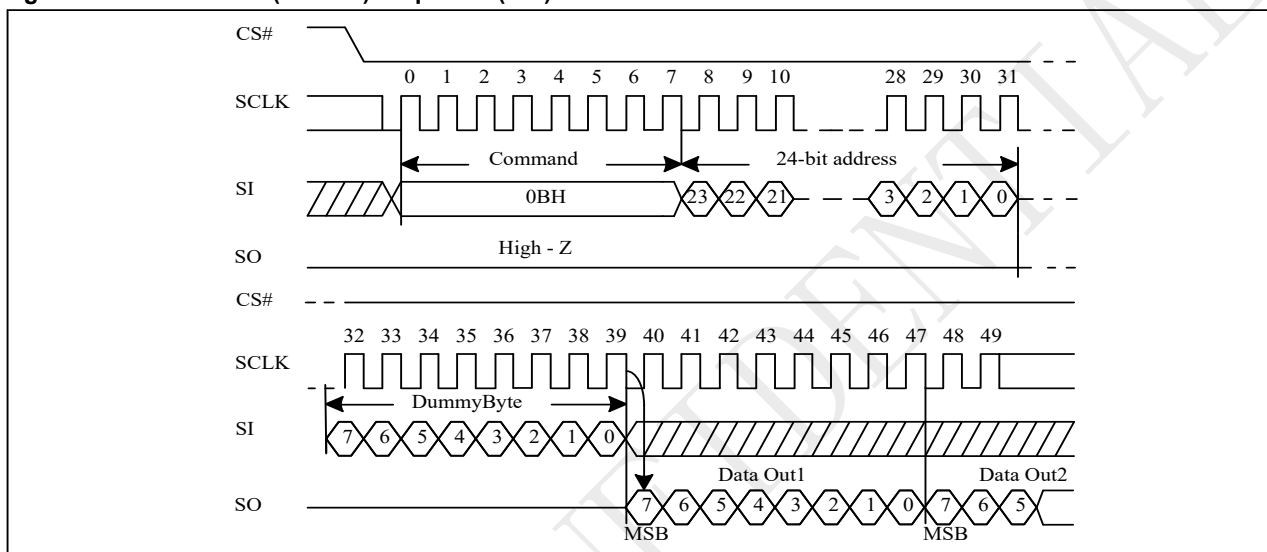 CS#
0 1 2 3 4 5 6 7 8 9 10 28 29 30 31
SCLK
Command 24-bit address
SI 0BH 23 22 21 3 2 1 0
High - Z
SO
CS#
32 33 34 35 36 37 38 39 40 41 42 43 44 45 46 47 48 49
SCLK
DummyByte
SI 7 6 5 4 3 2 1 0
Data Out1 Data Out2
SO 7 6 5 4 3 2 1 0 7 6 5
MSB MSB